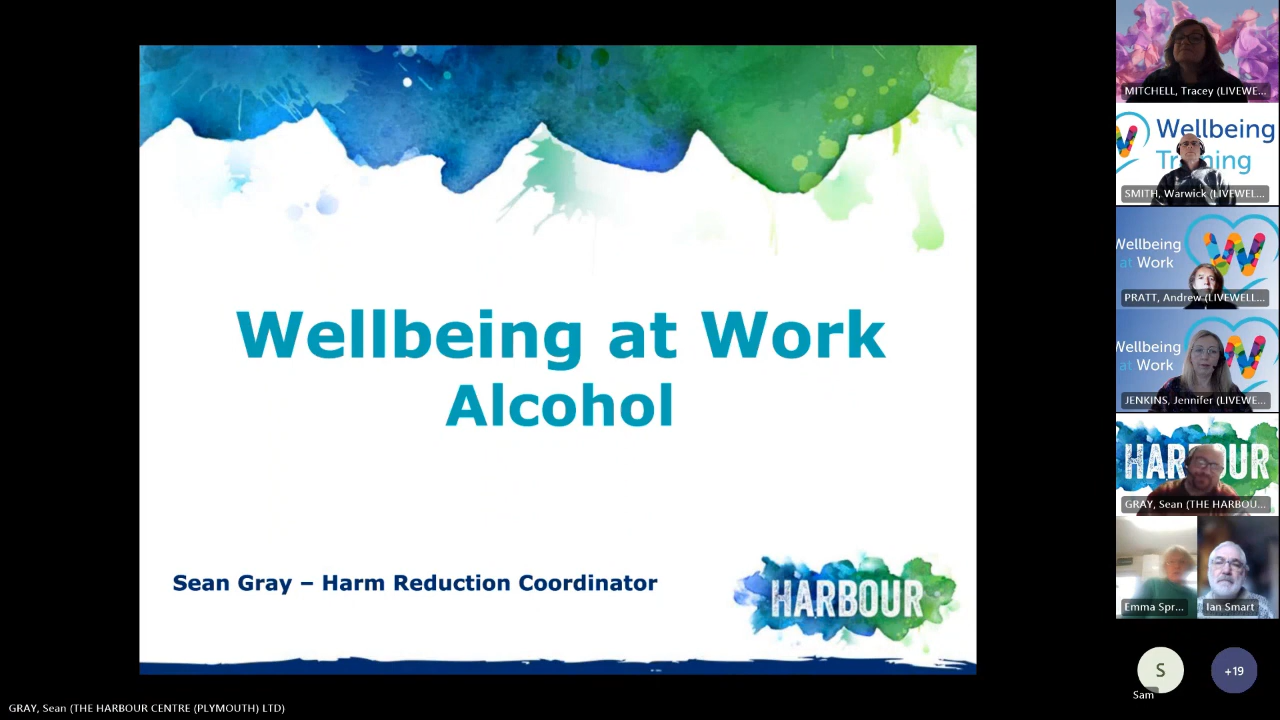 Wellbeing at Work
Alcohol
Sean Gray – Harm Reduction Coordinator
HARBOUR
MITCHELL, Tracey (LIVEWE...
Wellbeing
SMITH, Warwick (LIVEWEL...
Wellbeing
at Work
PRATT, Andrew (LIVEWELL...
Wellbeing
at Work
JENKINS, Jennifer (LIVEWE...
GRAY, Sean (THE HARBOU...
Emma Spr...
Ian Smart
S
Sam
+19
GRAY, Sean (THE HARBOUR CENTRE (PLYMOUTH) LTD)